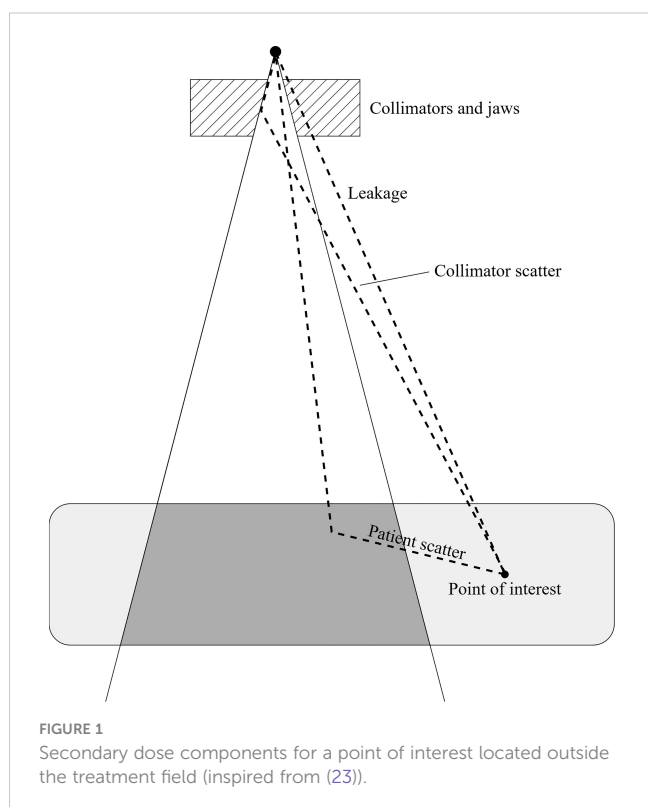 Collimators and jaws
Leakage
Collimator scatter
Patient scatter
Point of interest
FIGURE 1
Secondary dose components for a point of interest located outside
the treatment field (inspired from (23)).